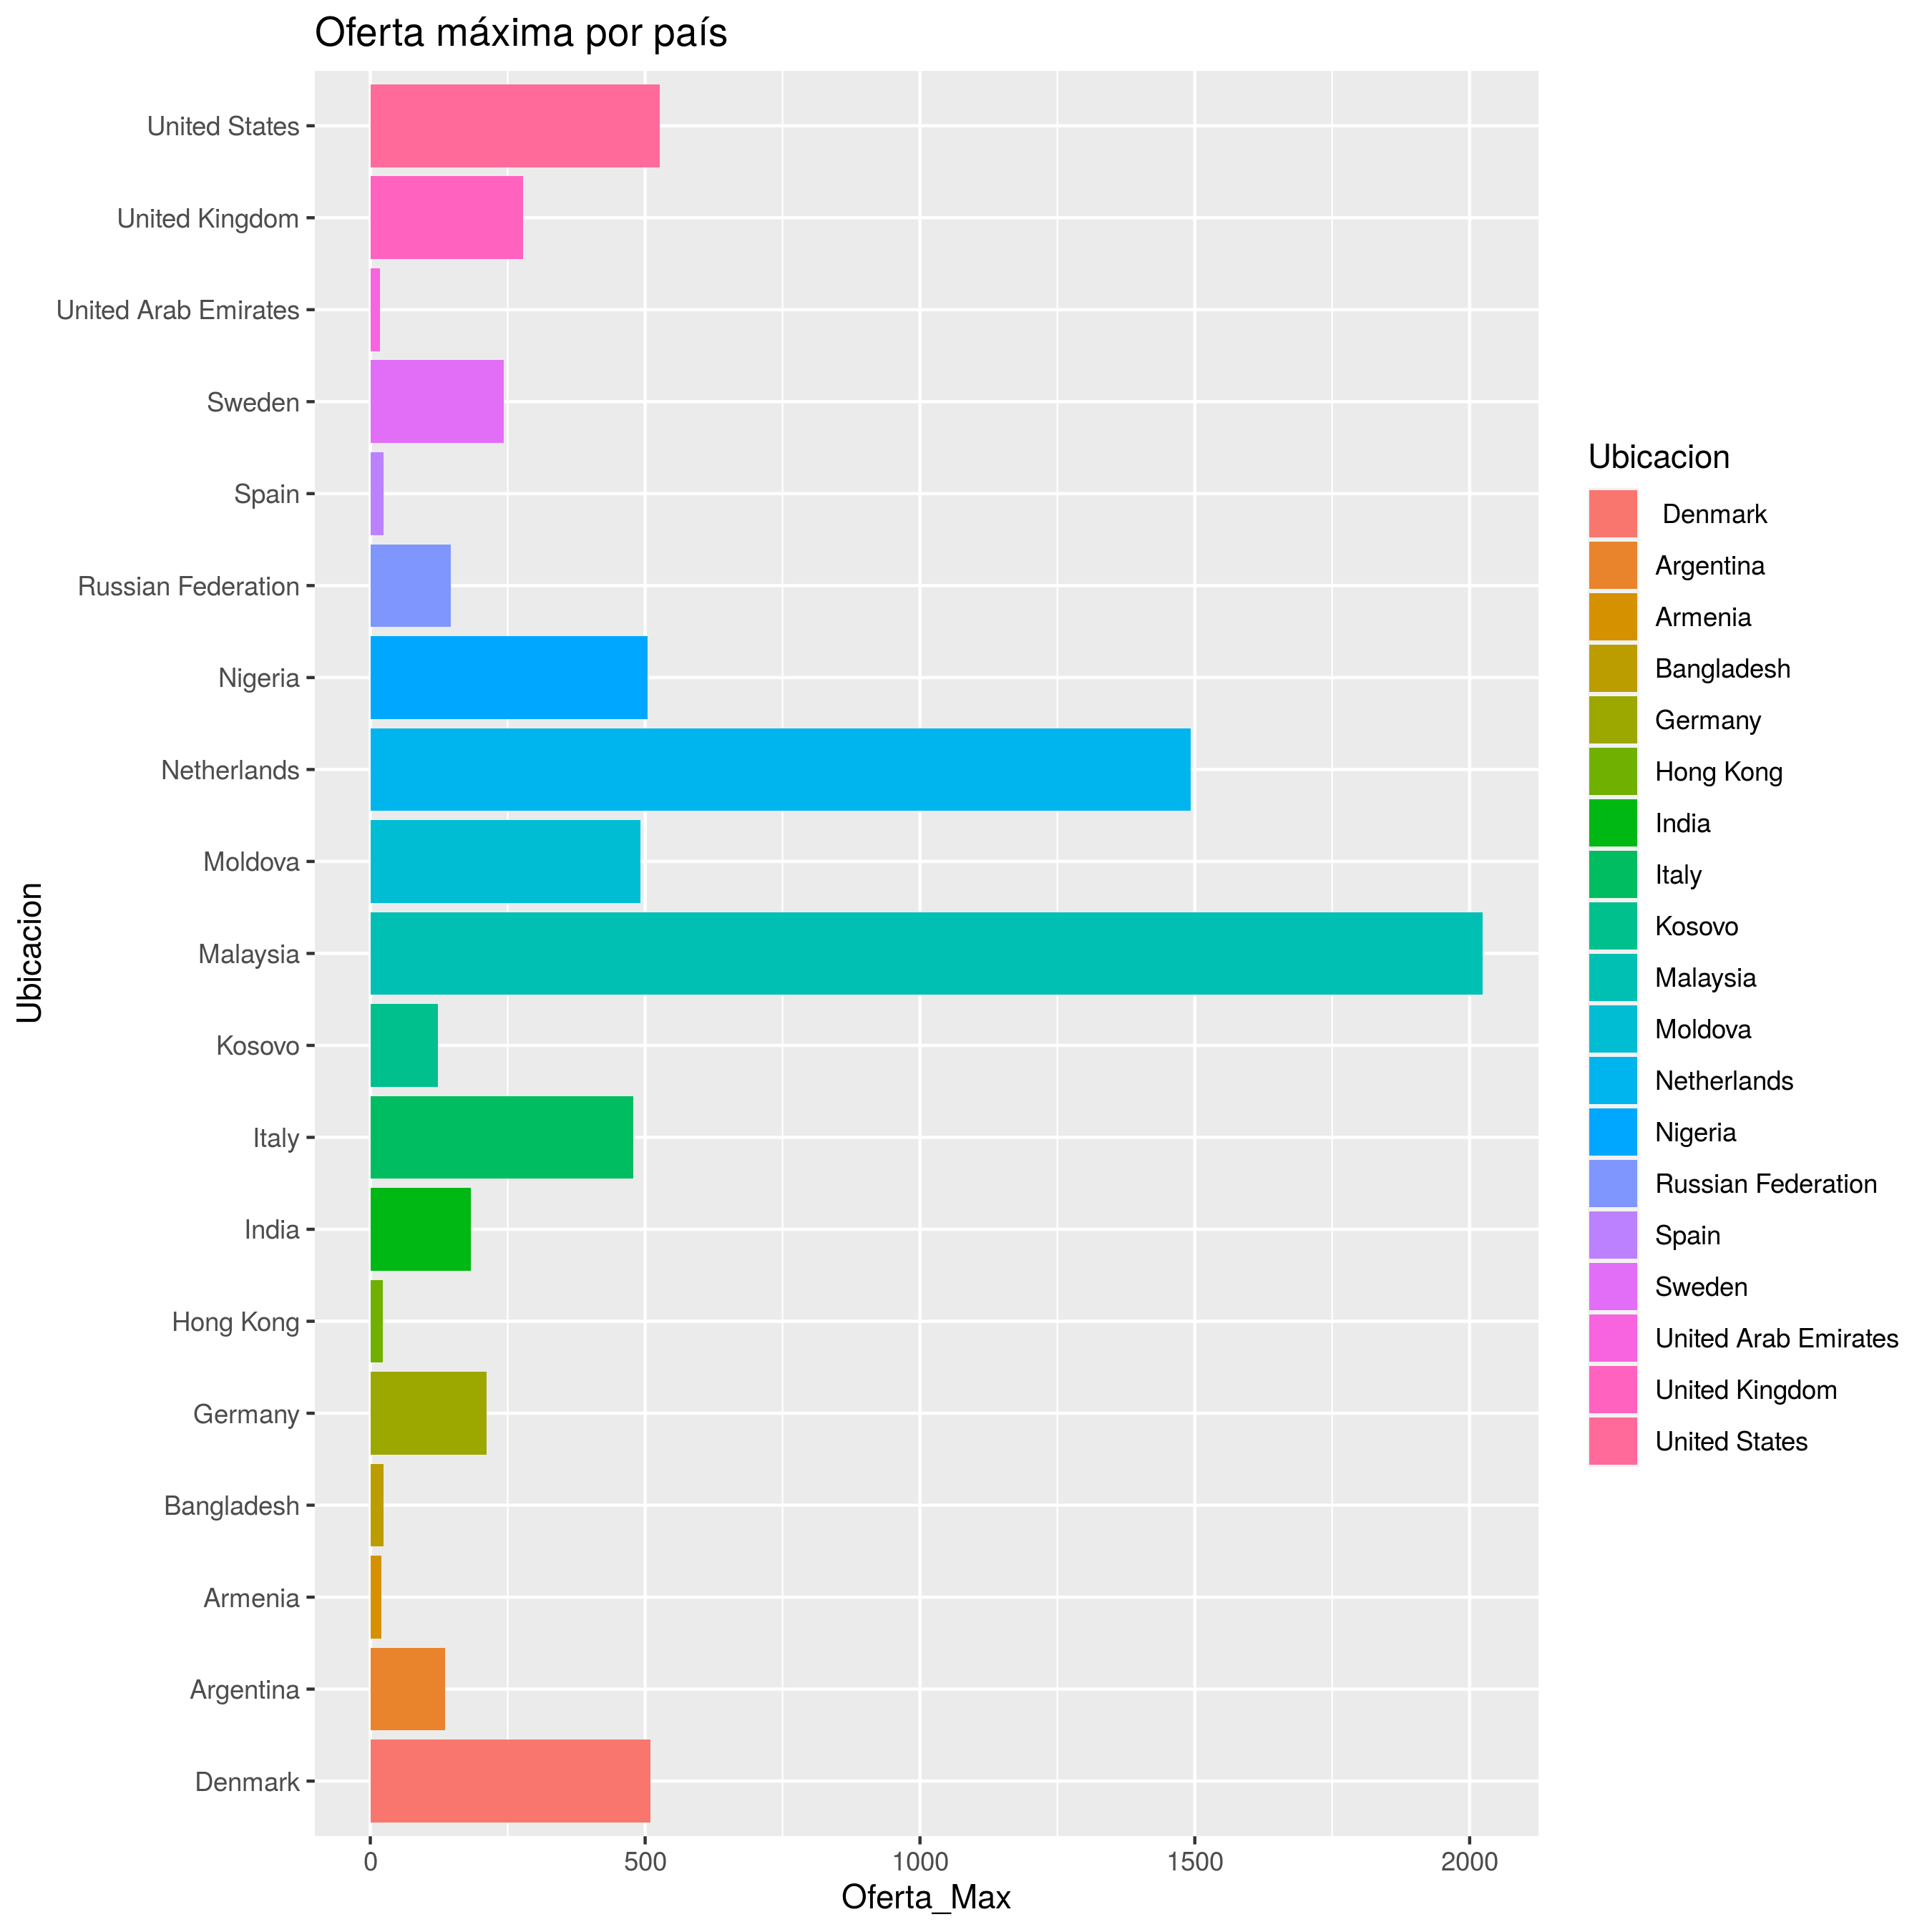 Oferta máxima por país
United States
United Kingdom
United Arab Emirates
Sweden
Spain
Russian Federation
Nigeria
Netherlands
Moldova
Malaysia
Kosovo
Italy
India
Hong Kong
Germany
Bangladesh
Armenia
Argentina
Denmark
Ubicacion
0 500 1000 1500 2000
Oferta_Max
Ubicacion
Denmark
Argentina
Armenia
Bangladesh
Germany
Hong Kong
India
Italy
Kosovo
Malaysia
Moldova
Netherlands
Nigeria
Russian Federation
Spain
Sweden
United Arab Emirates
United Kingdom
United States